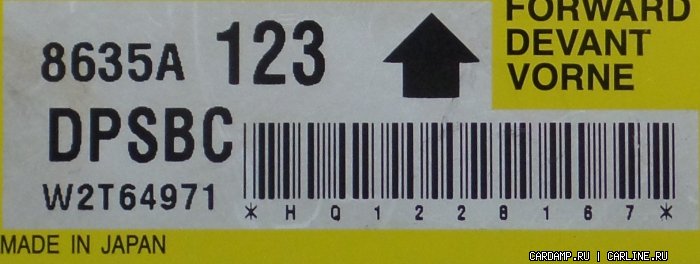 FORWARD
DEVANT
VORNE
8635A 123
DPSBC
W2T64971
*HQ1228167*
MADE IN JAPAN
CARDAMP.RU | CARLINE.RU